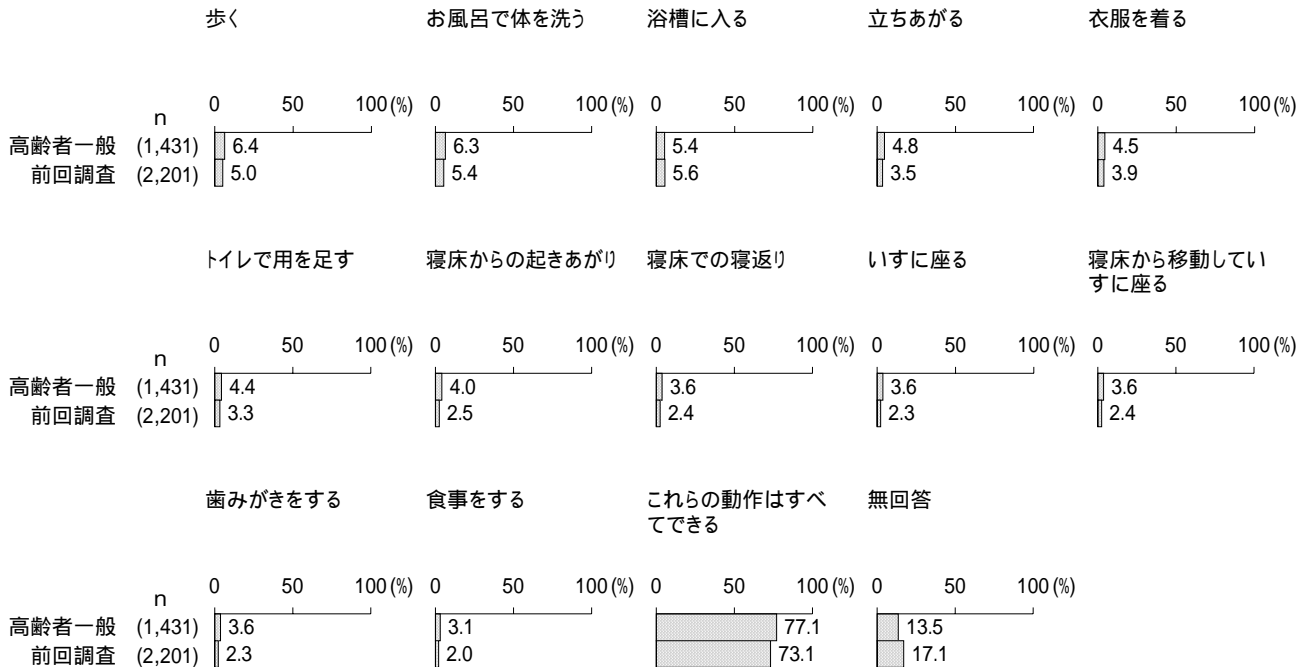 歩く お風呂で体を洗う 浴槽に入る 立ちあがる 衣服を着る
0 50 100(%) 0 50 100(%) 0 50 100(%) 0 50 100(%) 0 50 100(%)
n
高齢者一般 (1,431) 6.4 6.3 5.4 4.8 4.5
前回調査 (2,201) 5.0 5.4 5.6 3.5 3.9
トイレで用を足す 寝床からの起きあがり 寝床での寝返り いすに座る 寝床から移動してい
すに座る
0 50 100(%) 0 50 100(%) 0 50 100(%) 0 50 100(%) 0 50 100(%)
n
高齢者一般 (1,431) 4.4 4.0 3.6 3.6 3.6
前回調査 (2,201) 3.3 2.5 2.4 2.3 2.4
歯みがきをする 食事をする これらの動作はすべ 無回答
てできる
0 50 100(%) 0 50 100(%) 0 50 100(%) 0 50 100(%)
n
高齢者一般 (1,431) 3.6 3.1 77.1 13.5
前回調査 (2,201) 2.3 2.0 73.1 17.1